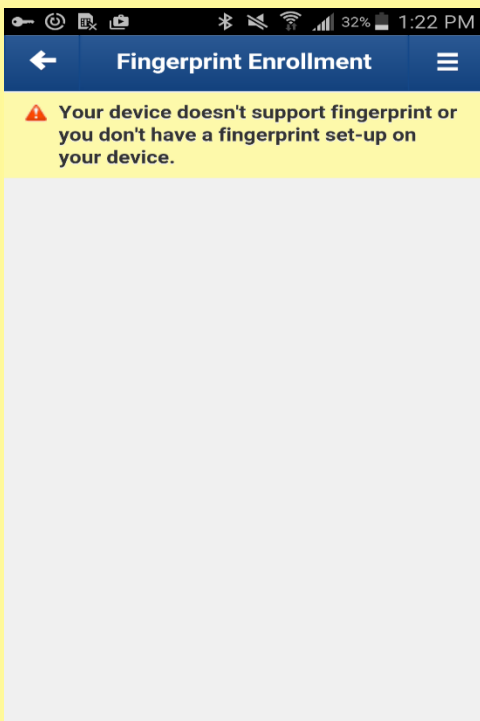 32% 1:22 PM
Fingerprint Enrollment
Your device doesn't support fingerprint or
you don't have a fingerprint set-up on
your device.